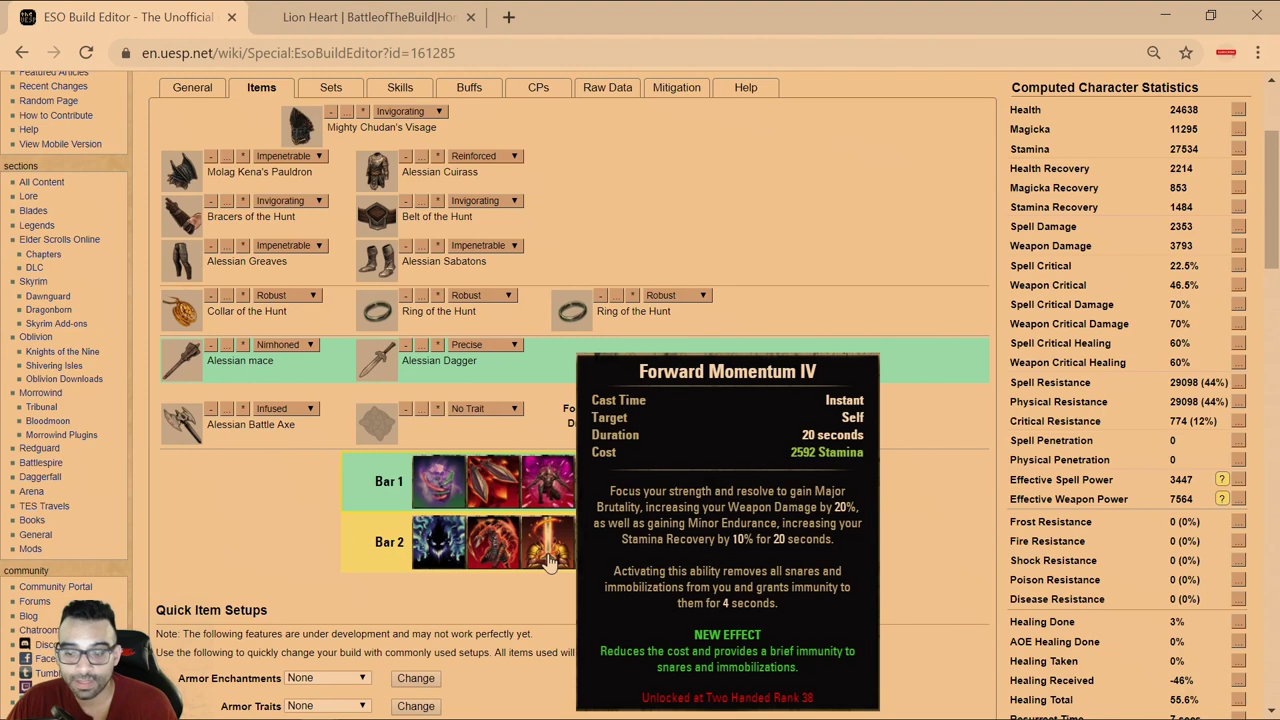 ESO Build Editor - The Unofficial
Lion Heart | BattleofTheBuild|Hor
en.uesp.net/wiki/Special:EsoBuildEditor?id=161285
Featured Articles
Recent Changes
Random Page
How to Contribute
Help
View Mobile Version
sections
All Content
Lore
Blades
Legends
Elder Scrolls Online
Chapters
DLC
Skyrim
Dawnguard
Dragonborn
Skyrim Add-ons
Oblivion
Knights of the Nine
Shivering Isles
Oblivion Downloads
Morrowind
Tribunal
Bloodmoon
Morrowind Plugins
Redguard
Battlespire
Daggerfall
Arena
TES Travels
Books
General
Mods
community
Community Portal
Forums
Blog
Chatroom
Disc
Face
Tumb
General
Items
Sets
Skills
Buffs
CPs
Raw Data
Mitigation
Help
- ... * Invigorating
Mighty Chudan's Visage
- ... * Impenetrable
Molag Kena's Pauldron
- ... * Reinforced
Alessian Cuirass
- ... * Invigorating
Bracers of the Hunt
- ... * Invigorating
Belt of the Hunt
- ... * Impenetrable
Alessian Greaves
- ... * Impenetrable
Alessian Sabatons
- ... * Robust
Collar of the Hunt
- ... * Robust
Ring of the Hunt
- ... * Robust
Ring of the Hunt
- ... * Nirnhoned
Alessian mace
- ... * Precise
Alessian Dagger
- ... * Infused
Alessian Battle Axe
- ... * No Trait
Fo
D
Bar 1
Bar 2
Forward Momentum IV
Cast Time Instant
Target Self
Duration 20 seconds
Cost 2592 Stamina
Focus your strength and resolve to gain Major
Brutality, increasing your Weapon Damage by 20%,
as well as gaining Minor Endurance, increasing your
Stamina Recovery by 10% for 20 seconds.
Activating this ability removes all snares and
immobilizations from you and grants immunity to
them for 4 seconds.
NEW EFFECT
Reduces the cost and provides a brief immunity to
snares and immobilizations.
Unlocked at Two Handed Rank 38
Quick Item Setups
Note: The following features are under development and may not work perfectly yet.
Use the following to quickly change your build with commonly used setups. All items used will
Armor Enchantments None Change
Armor Traits None Change
Computed Character Statistics
Health 24638 ...
Magicka 11295 ...
Stamina 27534 ...
Health Recovery 2214 ...
Magicka Recovery 853 ...
Stamina Recovery 1484 ...
Spell Damage 2353 ...
Weapon Damage 3793 ...
Spell Critical 22.5% ...
Weapon Critical 46.5% ...
Spell Critical Damage 70% ...
Weapon Critical Damage 70% ...
Spell Critical Healing 60% ...
Weapon Critical Healing 60% ...
Spell Resistance 29098 (44%) ...
Physical Resistance 29098 (44%) ...
Critical Resistance 774 (12%) ...
Spell Penetration 0 ...
Physical Penetration 0 ...
Effective Spell Power 3447 ? ...
Effective Weapon Power 7564 ? ...
Frost Resistance 0 (0%) ...
Fire Resistance 0 (0%) ...
Shock Resistance 0 (0%) ...
Poison Resistance 0 (0%) ...
Disease Resistance 0 (0%) ...
Healing Done 3% ...
AOE Healing Done 0% ...
Healing Taken 0% ...
Healing Received -46% ...
Healing Total 55.6% ...